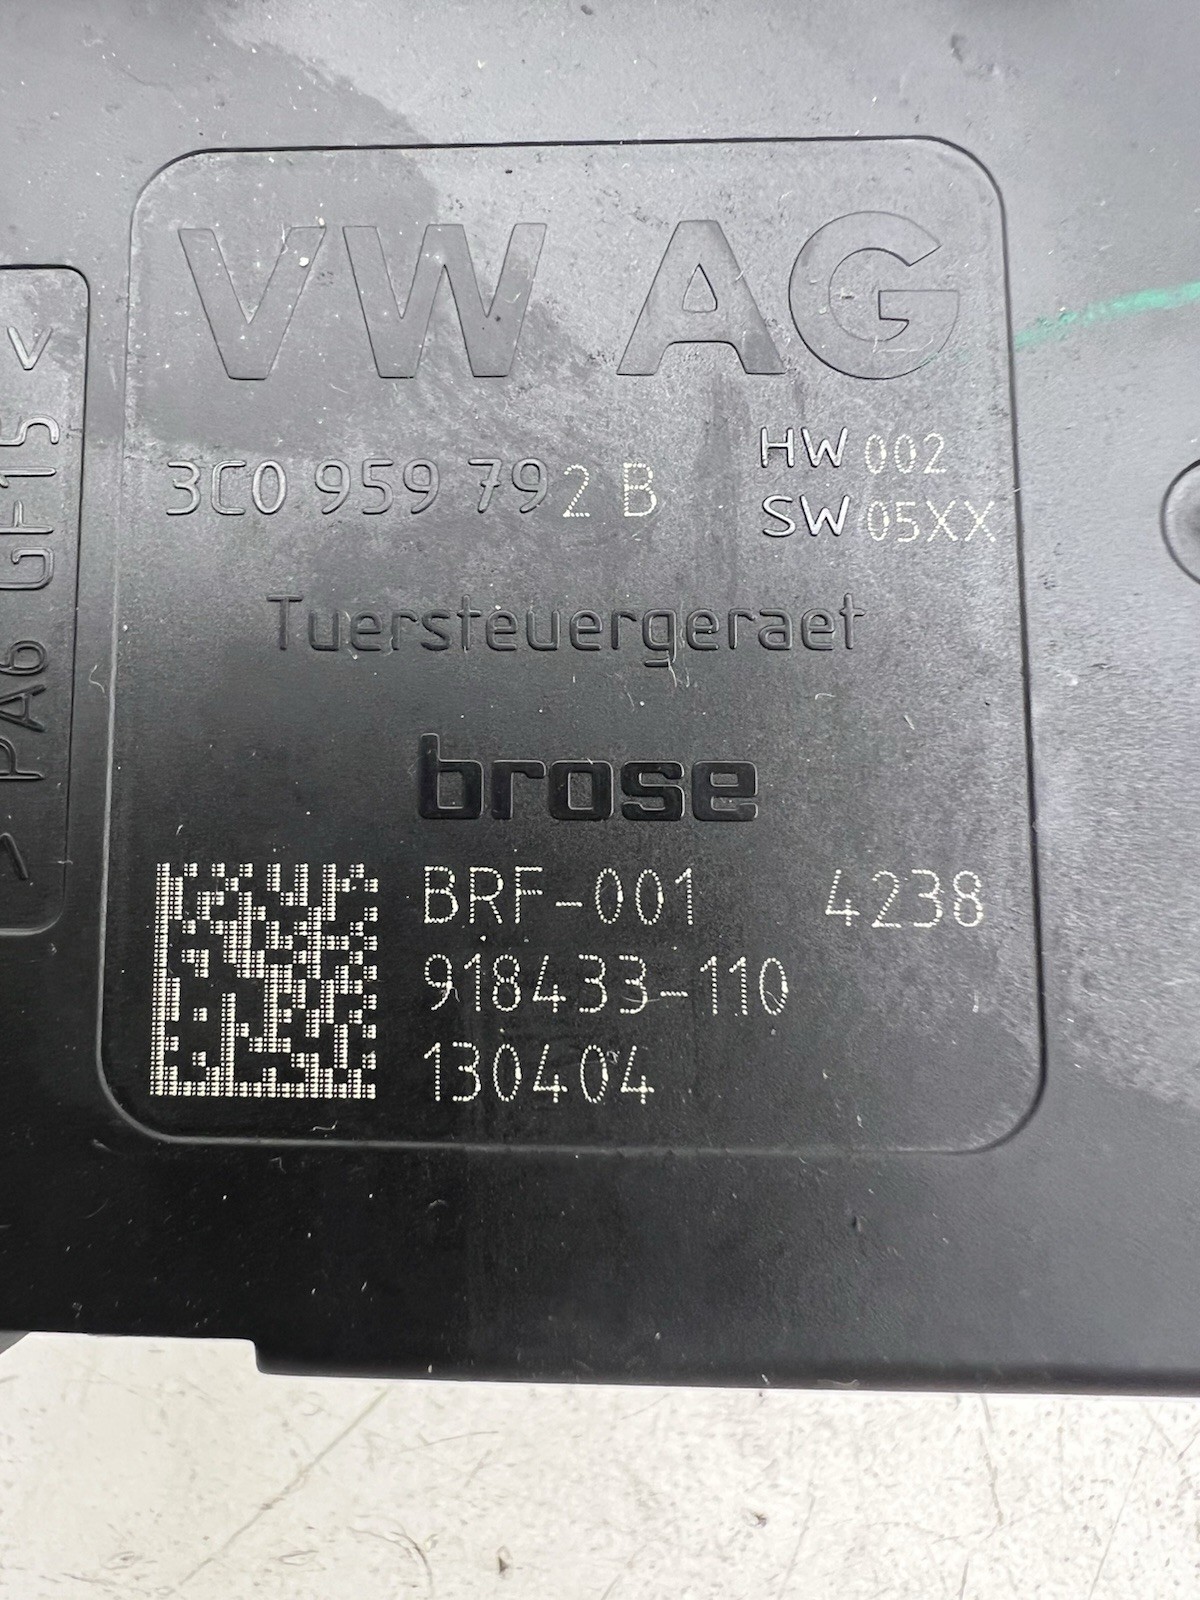 VW AG
3C0 959 792 B
HW 002
SW 05XX
Tuersteuergeraet
brose
BRF-001 4238
918433-110
130404
> PA6 GF15 <